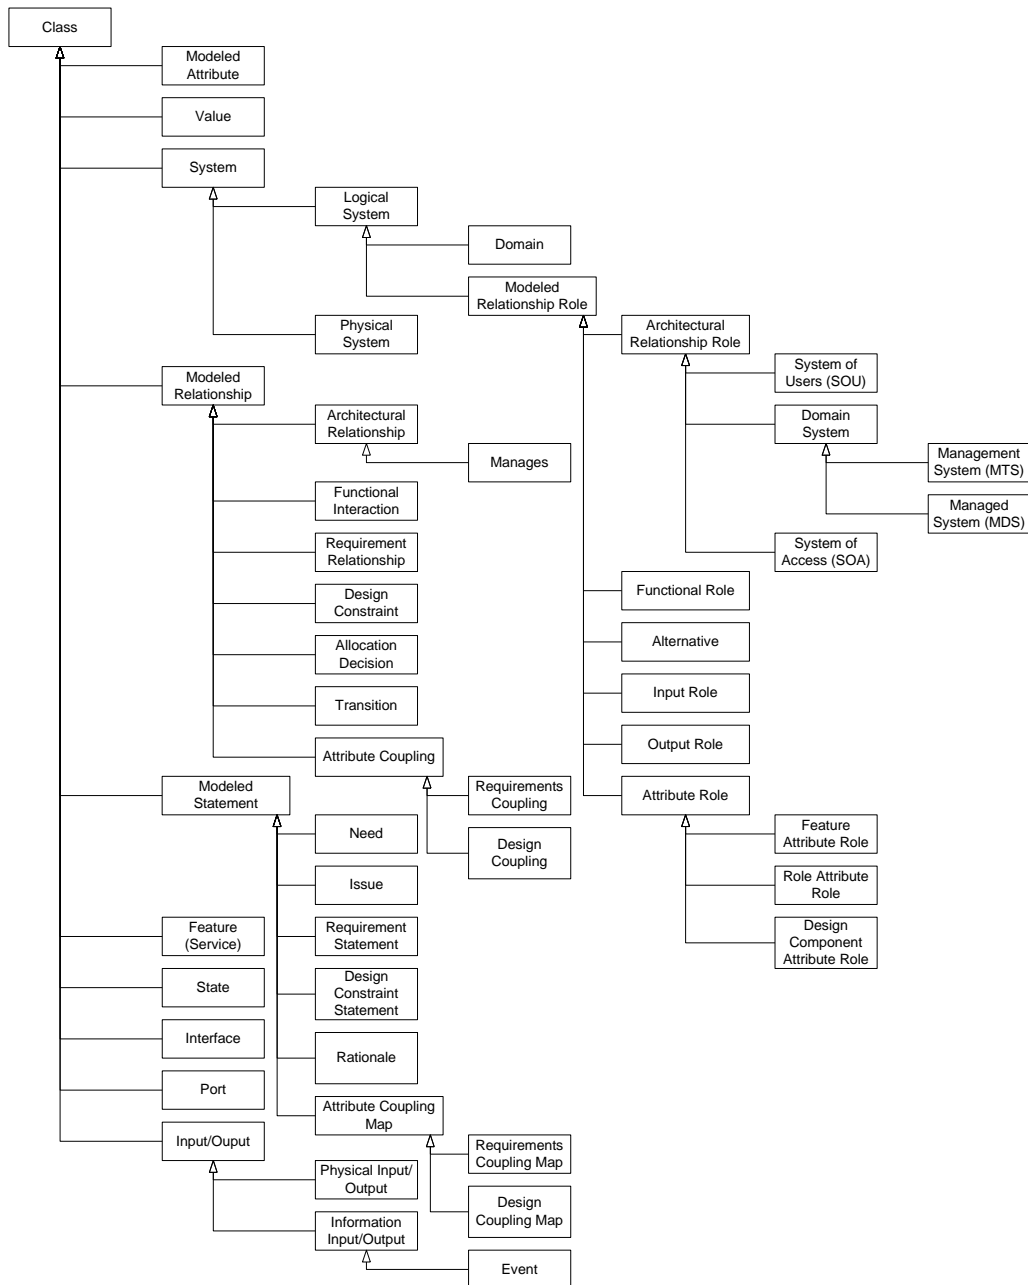 Class
Modeled
Attribute
Value
System
Logical
System
Domain
Modeled
Relationship Role
Physical
System
Architectural
Relationship Role
System of
Users (SOU)
Modeled
Relationship
Architectural
Relationship
Domain
System
Manages
Management
System (MTS)
Functional
Interaction
Managed
System (MDS)
Requirement
Relationship
System of
Access (SOA)
Design
Constraint
Functional Role
Allocation
Decision
Alternative
Transition
Input Role
Attribute Coupling
Output Role
Modeled
Statement
Requirements
Coupling
Attribute Role
Need
Design
Coupling
Feature
Attribute Role
Issue
Role Attribute
Role
Feature
(Service)
Requirement
Statement
Design
Component
Attribute Role
State
Design
Constraint
Statement
Interface
Rationale
Port
Attribute Coupling
Map
Input/Ouput
Requirements
Coupling Map
Physical Input/
Output
Design
Coupling Map
Information
Input/Output
Event